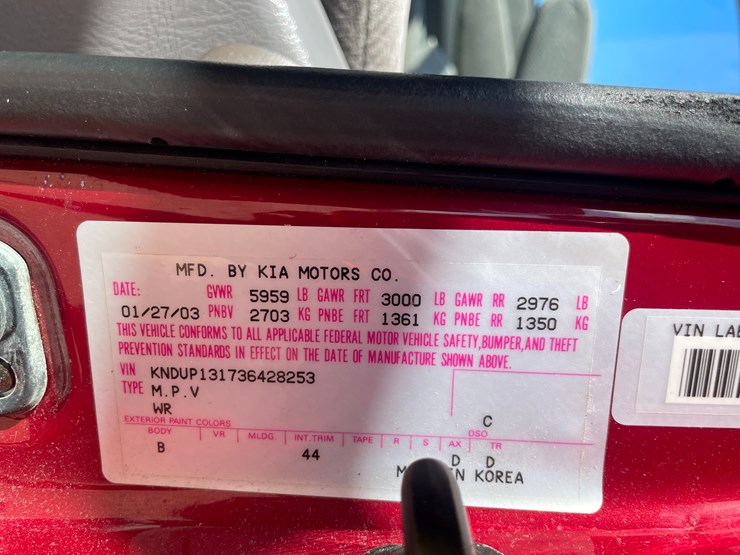 MFD. BY KIA MOTORS CO.
DATE: GVWR 5959 LB GAWR FRT 3000 LB GAWR RR 2976 LB
01/27/03 PNBV 2703 KG PNBE FRT 1361 KG PNBE RR 1350 KG
THIS VEHICLE CONFORMS TO ALL APPLICABLE FEDERAL MOTOR VEHICLE SAFETY,BUMPER,AND THEFT
PREVENTION STANDARDS IN EFFECT ON THE DATE OF MANUFACTURE SHOWN ABOVE.
VIN KNDUP131736428253
TYPE M.P.V
WR
C
EXTERIOR PAINT COLORS DSO
BODY VR MLDG. INT.TRIM TAPE R S AX TR
B 44 D D
KOREA
VIN